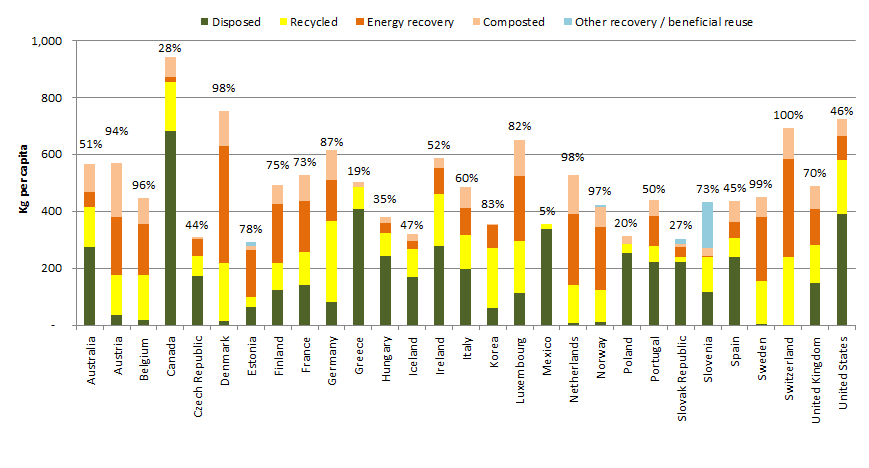 Disposed Recycled Energy recovery Composted Other recovery / beneficial reuse
Kg per capita
1,000
800
600
400
200
-
51%
94%
96%
28%
44%
98%
78%
75%
73%
87%
19%
35%
47%
52%
60%
83%
82%
5%
98%
97%
20%
50%
27%
73%
45%
99%
100%
70%
46%
Australia
Austria
Belgium
Canada
Czech Republic
Denmark
Estonia
Finland
France
Germany
Greece
Hungary
Iceland
Ireland
Italy
Korea
Luxembourg
Mexico
Netherlands
Norway
Poland
Portugal
Slovak Republic
Slovenia
Spain
Sweden
Switzerland
United Kingdom
United States